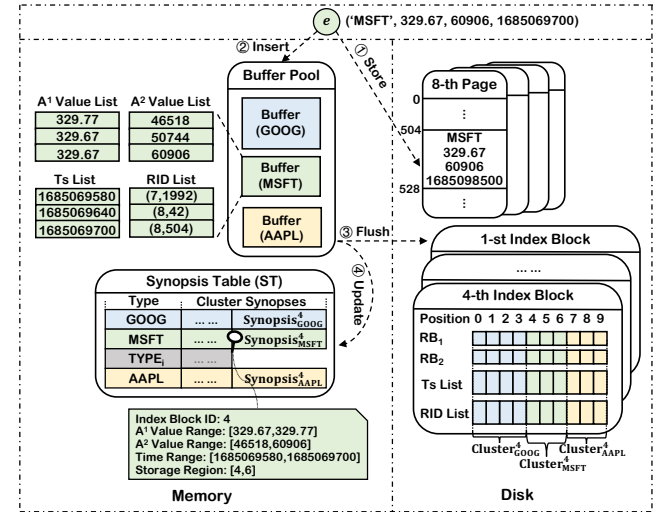 e ('MSFT', 329.67, 60906, 1685069700)
② Insert
① Store
Buffer Pool
Buffer
(GOOG)
Buffer
(MSFT)
Buffer
(AAPL)
A¹ Value List
329.77
329.67
329.67
A² Value List
46518
50744
60906
Ts List
1685069580
1685069640
1685069700
RID List
(7,1992)
(8,42)
(8,504)
8-th Page
0
⋮
504
MSFT
329.67
60906
1685098500
528
⋮
③ Flush
④ Update
1-st Index Block
... ...
4-th Index Block
Position 0 1 2 3 4 5 6 7 8 9
RB₁
RB₂
Ts List
RID List
Cluster⁴GOOG
Cluster⁴MSFT
Cluster⁴AAPL
Synopsis Table (ST)
Type Cluster Synopses
GOOG ... ... Synopsis⁴GOOG
MSFT ... ... Synopsis⁴MSFT
TYPEᵢ ... ...
AAPL ... ... Synopsis⁴AAPL
Index Block ID: 4
A¹ Value Range: [329.67,329.77]
A² Value Range: [46518,60906]
Time Range: [1685069580,1685069700]
Storage Region: [4,6]
Memory
Disk